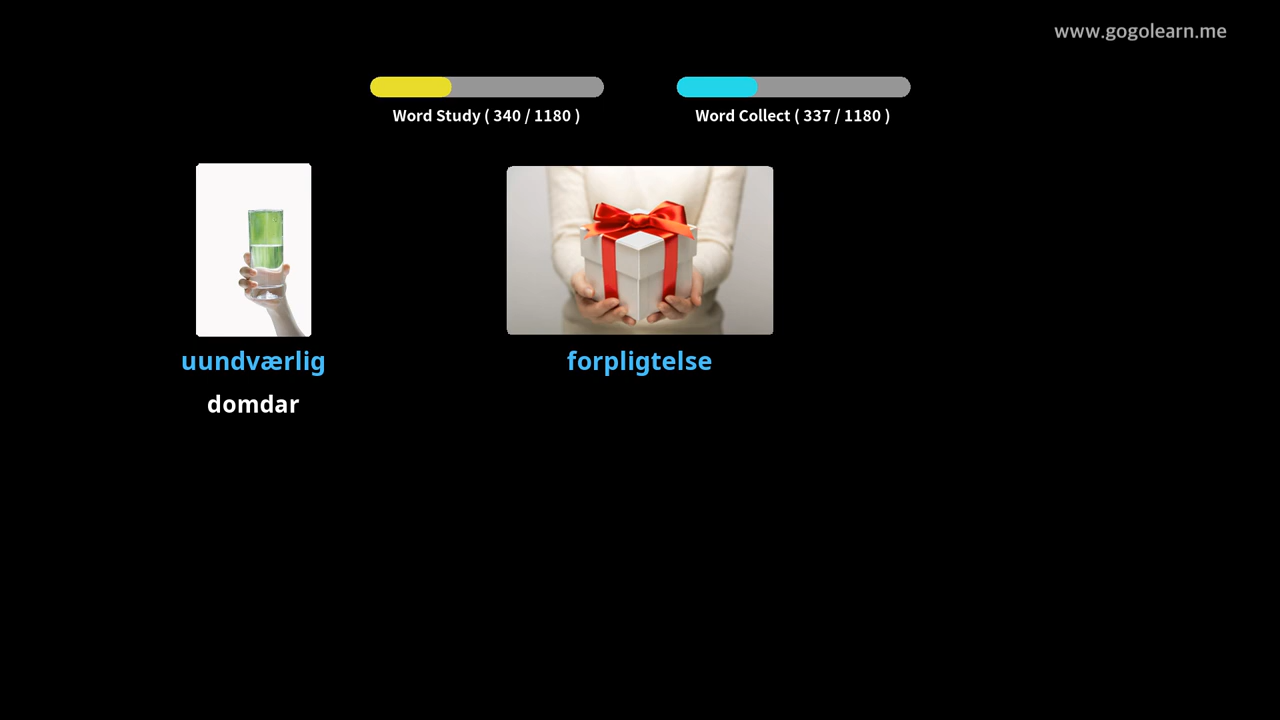 www.gogolearn.me
Word Study ( 340 / 1180 )
Word Collect ( 337 / 1180 )
uundværlig
forpligtelse
domdar